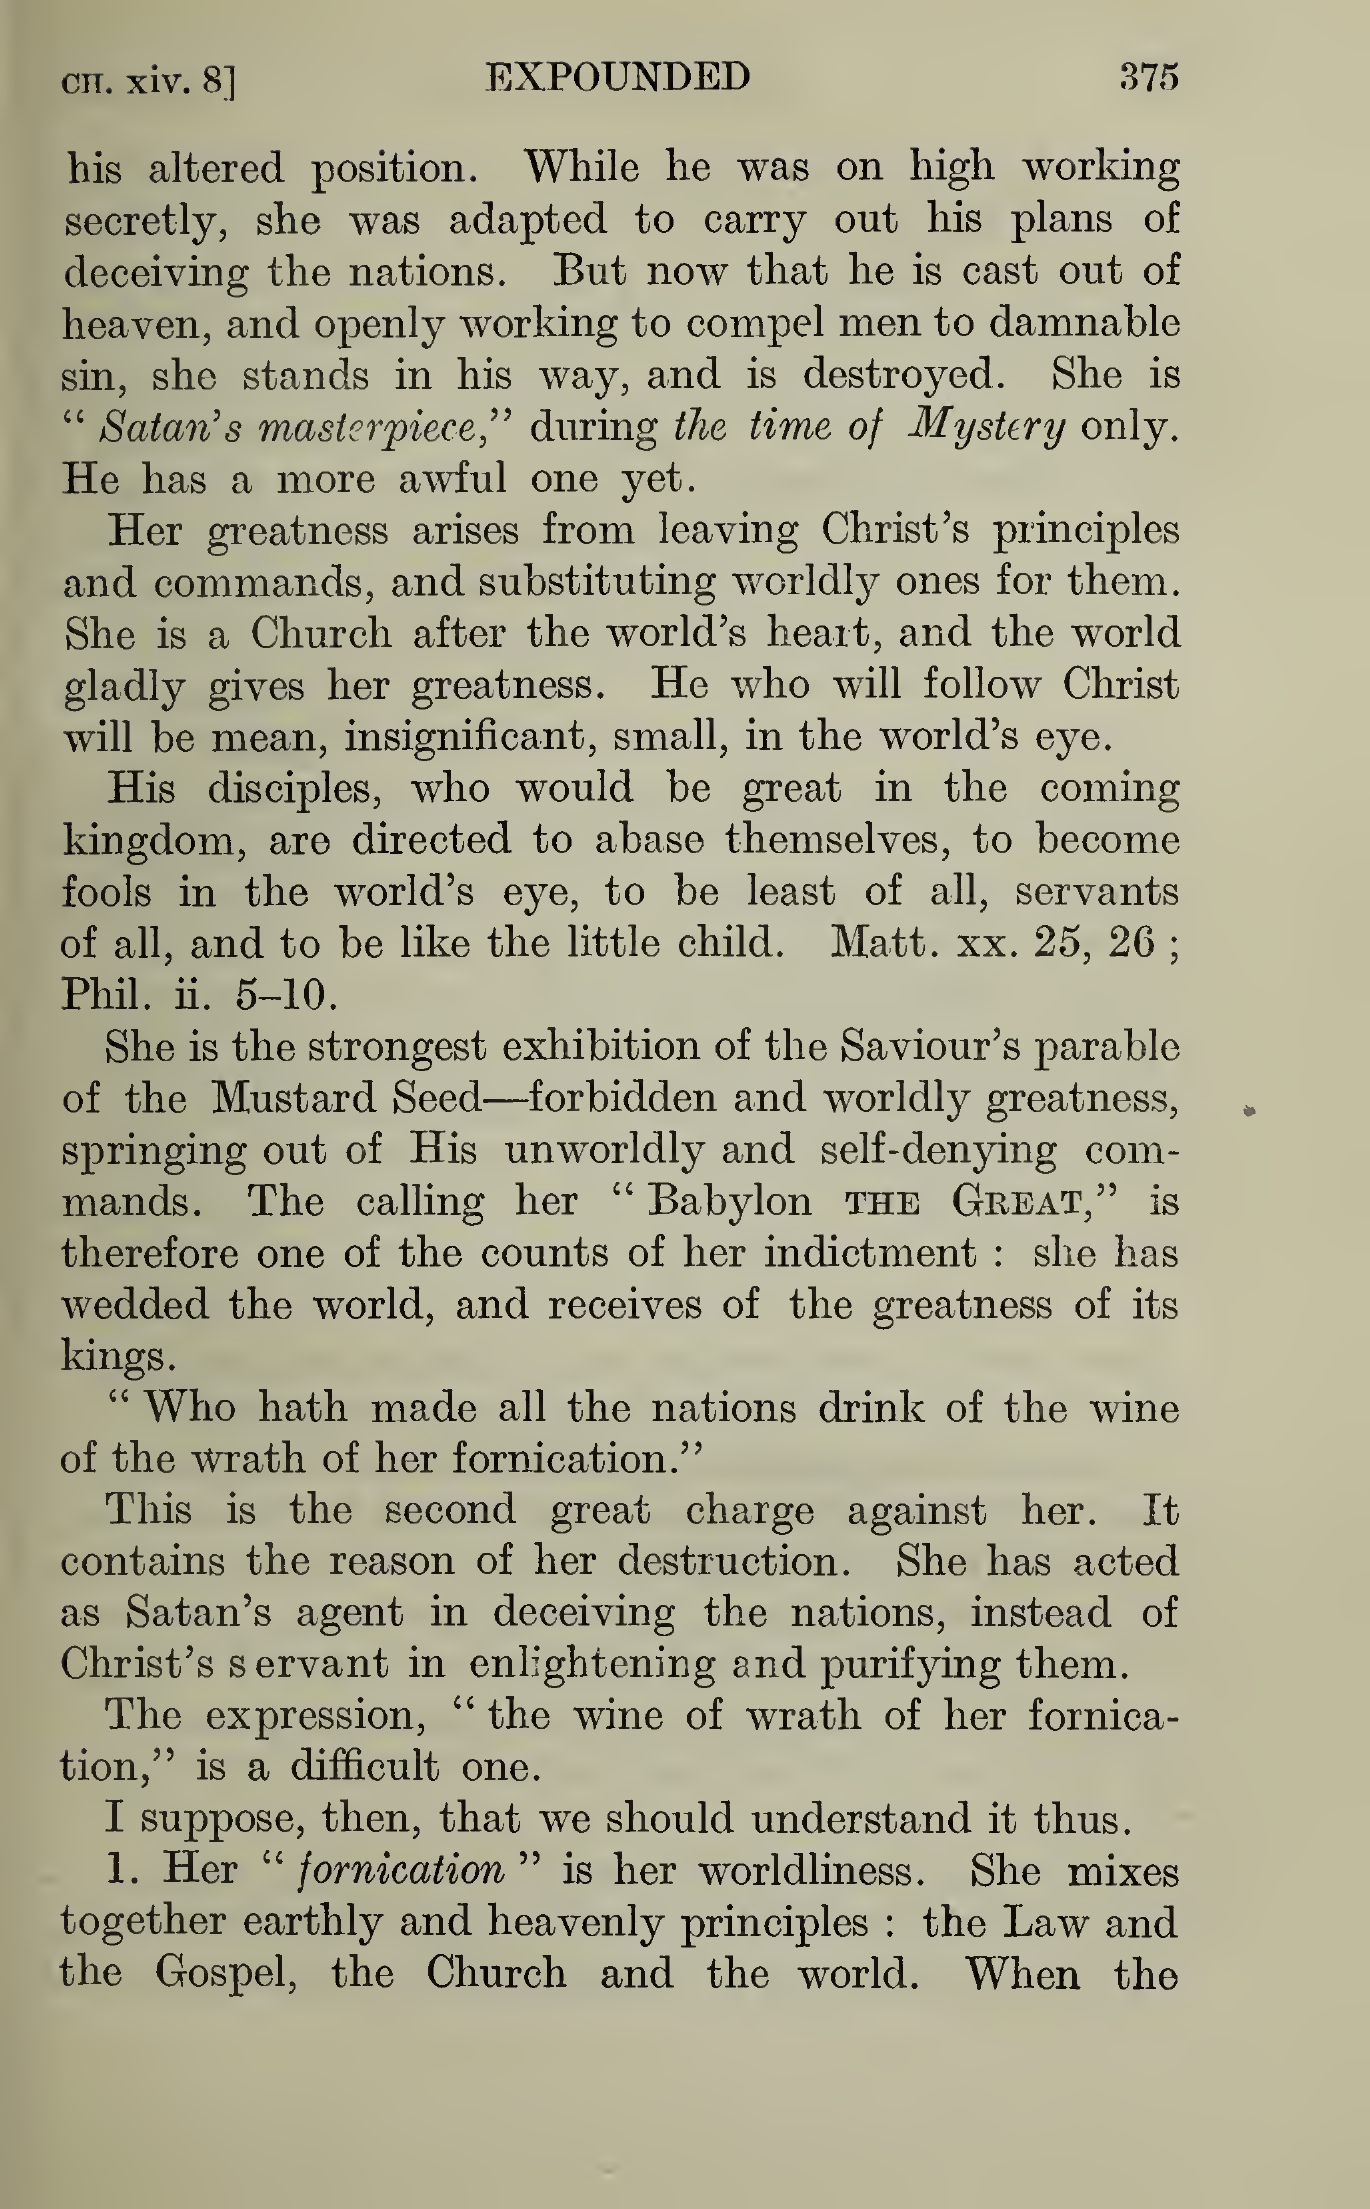 CH. xiv. 8] EXPOUNDED 375
his altered position. While he was on high working
secretly, she was adapted to carry out his plans of
deceiving the nations. But now that he is cast out of
heaven, and openly working to compel men to damnable
sin, she stands in his way, and is destroyed. She is
“ Satan’s masterpiece,” during the time of Mystery only.
He has a more awful one yet.
Her greatness arises from leaving Christ’s principles
and commands, and substituting worldly ones for them.
She is a Church after the world’s heart, and the world
gladly gives her greatness. He who will follow Christ
will be mean, insignificant, small, in the world’s eye.
His disciples, who would be great in the coming
kingdom, are directed to abase themselves, to become
fools in the world’s eye, to be least of all, servants
of all, and to be like the little child. Matt. xx. 25, 26 ;
Phil. ii. 5–10.
She is the strongest exhibition of the Saviour’s parable
of the Mustard Seed—forbidden and worldly greatness,
springing out of His unworldly and self-denying com-
mands. The calling her “ Babylon THE GREAT,” is
therefore one of the counts of her indictment : she has
wedded the world, and receives of the greatness of its
kings.
“ Who hath made all the nations drink of the wine
of the wrath of her fornication.”
This is the second great charge against her. It
contains the reason of her destruction. She has acted
as Satan’s agent in deceiving the nations, instead of
Christ’s servant in enlightening and purifying them.
The expression, “ the wine of wrath of her fornica-
tion,” is a difficult one.
I suppose, then, that we should understand it thus.
1. Her “ fornication ” is her worldliness. She mixes
together earthly and heavenly principles : the Law and
the Gospel, the Church and the world. When the